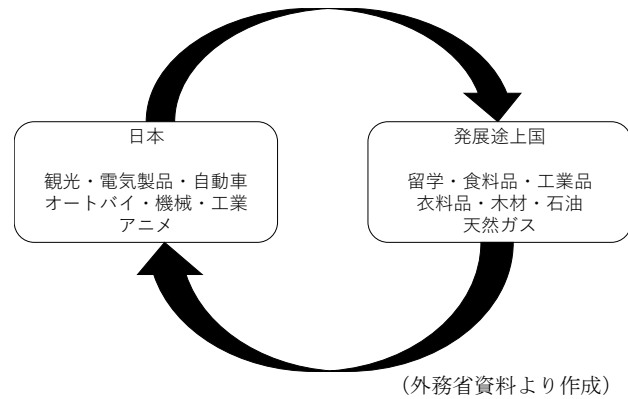 日本
観光・電気製品・自動車
オートバイ・機械・工業
アニメ
発展途上国
留学・食料品・工業品
衣料品・木材・石油
天然ガス
（外務省資料より作成）